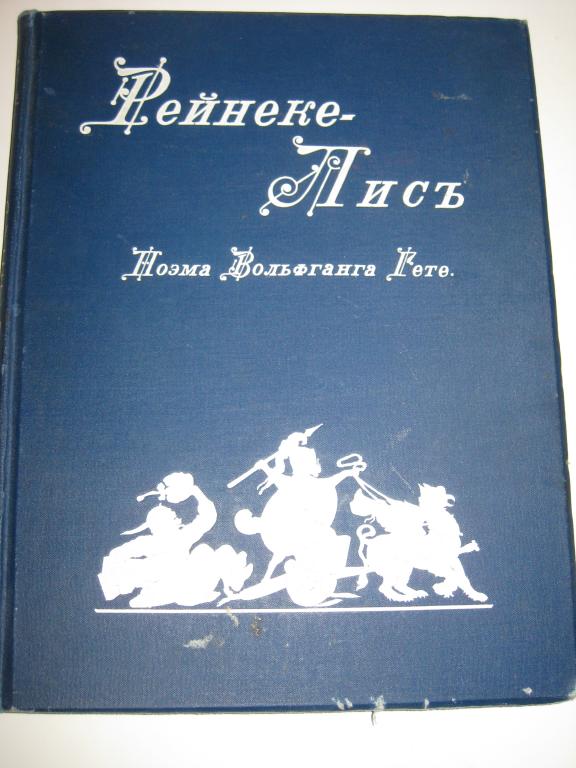 Рейнеке-
Лисъ
Поэма Вольфганга Гете.